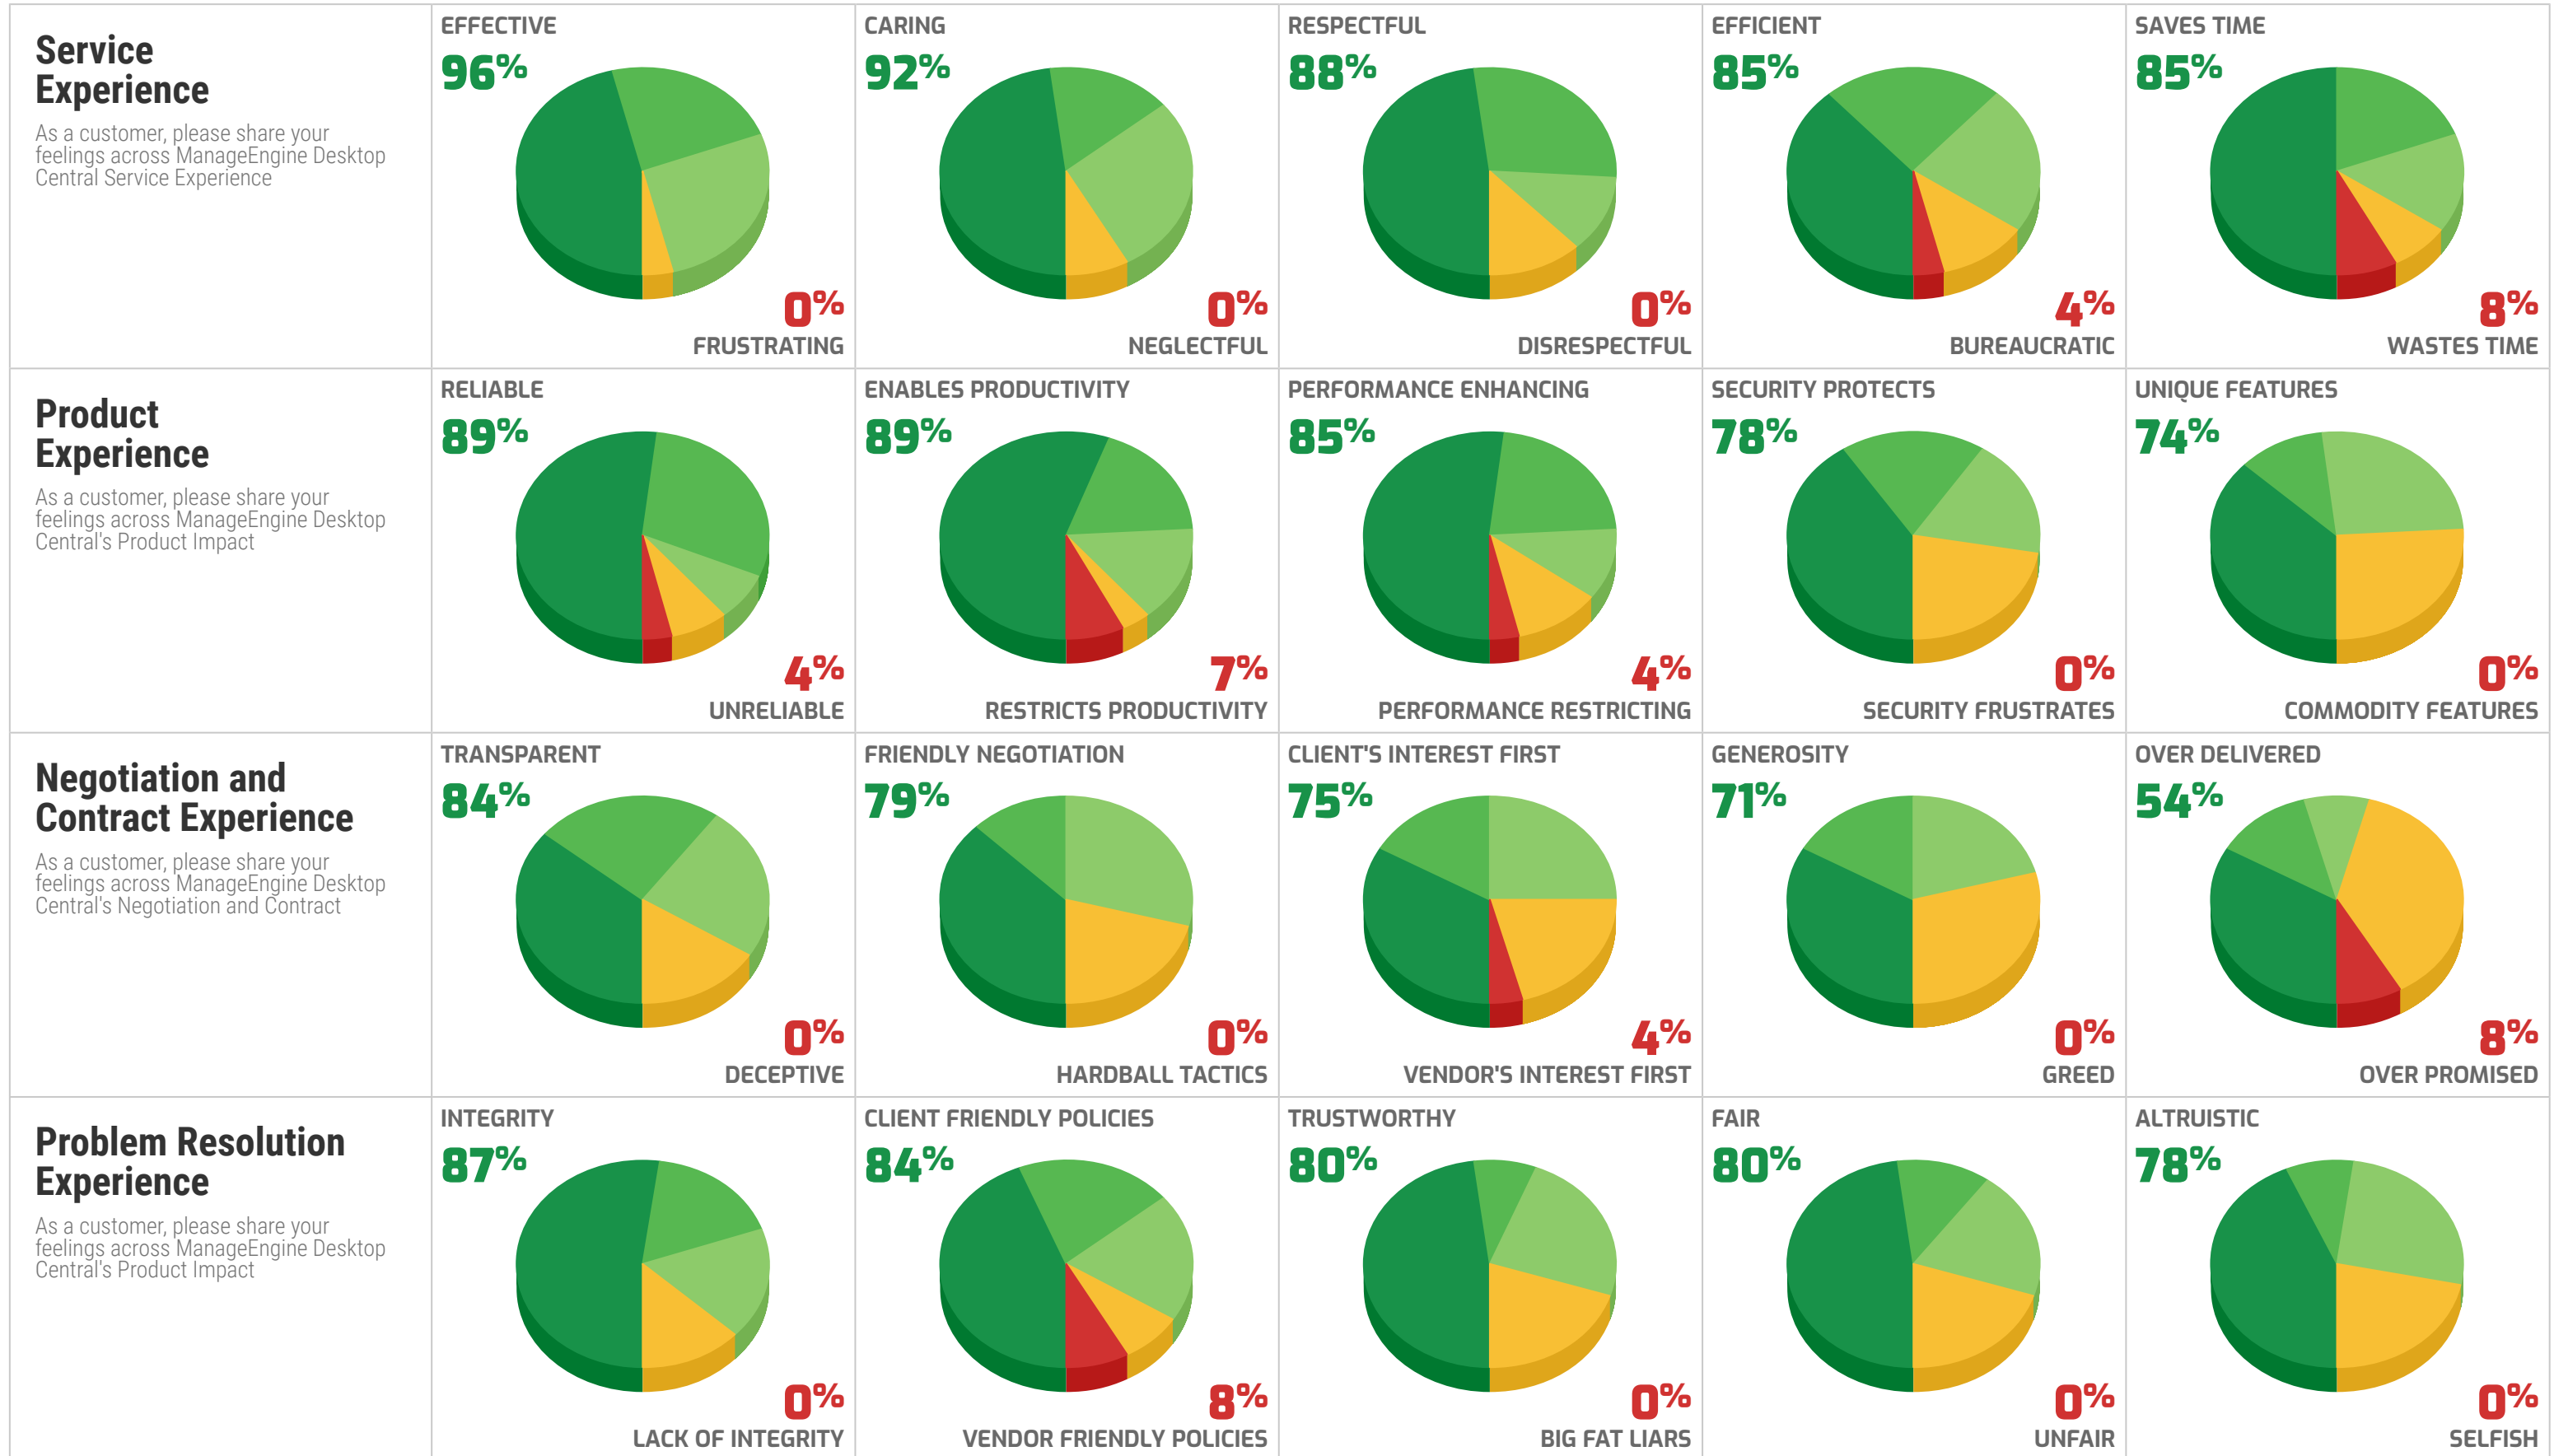 Service
Experience
As a customer, please share your
feelings across ManageEngine Desktop
Central Service Experience
EFFECTIVE
96%
0%
FRUSTRATING
CARING
92%
0%
NEGLECTFUL
RESPECTFUL
88%
0%
DISRESPECTFUL
EFFICIENT
85%
4%
BUREAUCRATIC
SAVES TIME
85%
8%
WASTES TIME
Product
Experience
As a customer, please share your
feelings across ManageEngine Desktop
Central's Product Impact
RELIABLE
89%
4%
UNRELIABLE
ENABLES PRODUCTIVITY
89%
7%
RESTRICTS PRODUCTIVITY
PERFORMANCE ENHANCING
85%
4%
PERFORMANCE RESTRICTING
SECURITY PROTECTS
78%
0%
SECURITY FRUSTRATES
UNIQUE FEATURES
74%
0%
COMMODITY FEATURES
Negotiation and
Contract Experience
As a customer, please share your
feelings across ManageEngine Desktop
Central's Negotiation and Contract
TRANSPARENT
84%
0%
DECEPTIVE
FRIENDLY NEGOTIATION
79%
0%
HARDBALL TACTICS
CLIENT'S INTEREST FIRST
75%
4%
VENDOR'S INTEREST FIRST
GENEROSITY
71%
0%
GREED
OVER DELIVERED
54%
8%
OVER PROMISED
Problem Resolution
Experience
As a customer, please share your
feelings across ManageEngine Desktop
Central's Product Impact
INTEGRITY
87%
0%
LACK OF INTEGRITY
CLIENT FRIENDLY POLICIES
84%
8%
VENDOR FRIENDLY POLICIES
TRUSTWORTHY
80%
0%
BIG FAT LIARS
FAIR
80%
0%
UNFAIR
ALTRUISTIC
78%
0%
SELFISH